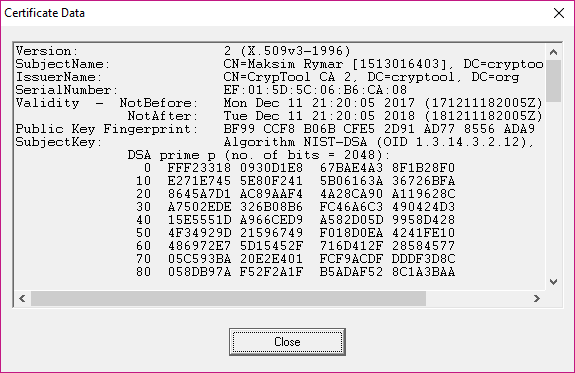 Certificate Data
Version: 2 (X.509v3-1996)
SubjectName: CN=Maksim Rymar [1513016403], DC=cryptoo
IssuerName: CN=CrypTool CA 2, DC=cryptool, DC=org
SerialNumber: EF:01:5D:5C:06:B6:CA:08
Validity - NotBefore: Mon Dec 11 21:20:05 2017 (171211182005Z)
NotAfter: Tue Dec 11 21:20:05 2018 (181211182005Z)
Public Key Fingerprint: BF99 CCF8 B06B CFE5 2D91 AD77 8556 ADA9
SubjectKey: Algorithm NIST-DSA (OID 1.3.14.3.2.12),
DSA prime p (no. of bits = 2048):
0 FFF23318 0930D1E8 67BAE4A3 8F1B28F0
10 E271E745 5E80F241 5B06163A 36726BFA
20 8645A7D1 AC89AAF4 4A28CA90 A119628C
30 A7502EDE 326B08B6 FC46A6C3 490424D3
40 15E5551D A966CED9 A582D05D 9958D428
50 4F34929D 21596749 F018D0EA 4241FE10
60 486972E7 5D15452F 716D412F 28584577
70 05C593BA 20E2E401 FCF9ACDF DDDF3D8C
80 058DB97A F52F2A1F B5ADAF52 8C1A3BAA
Close